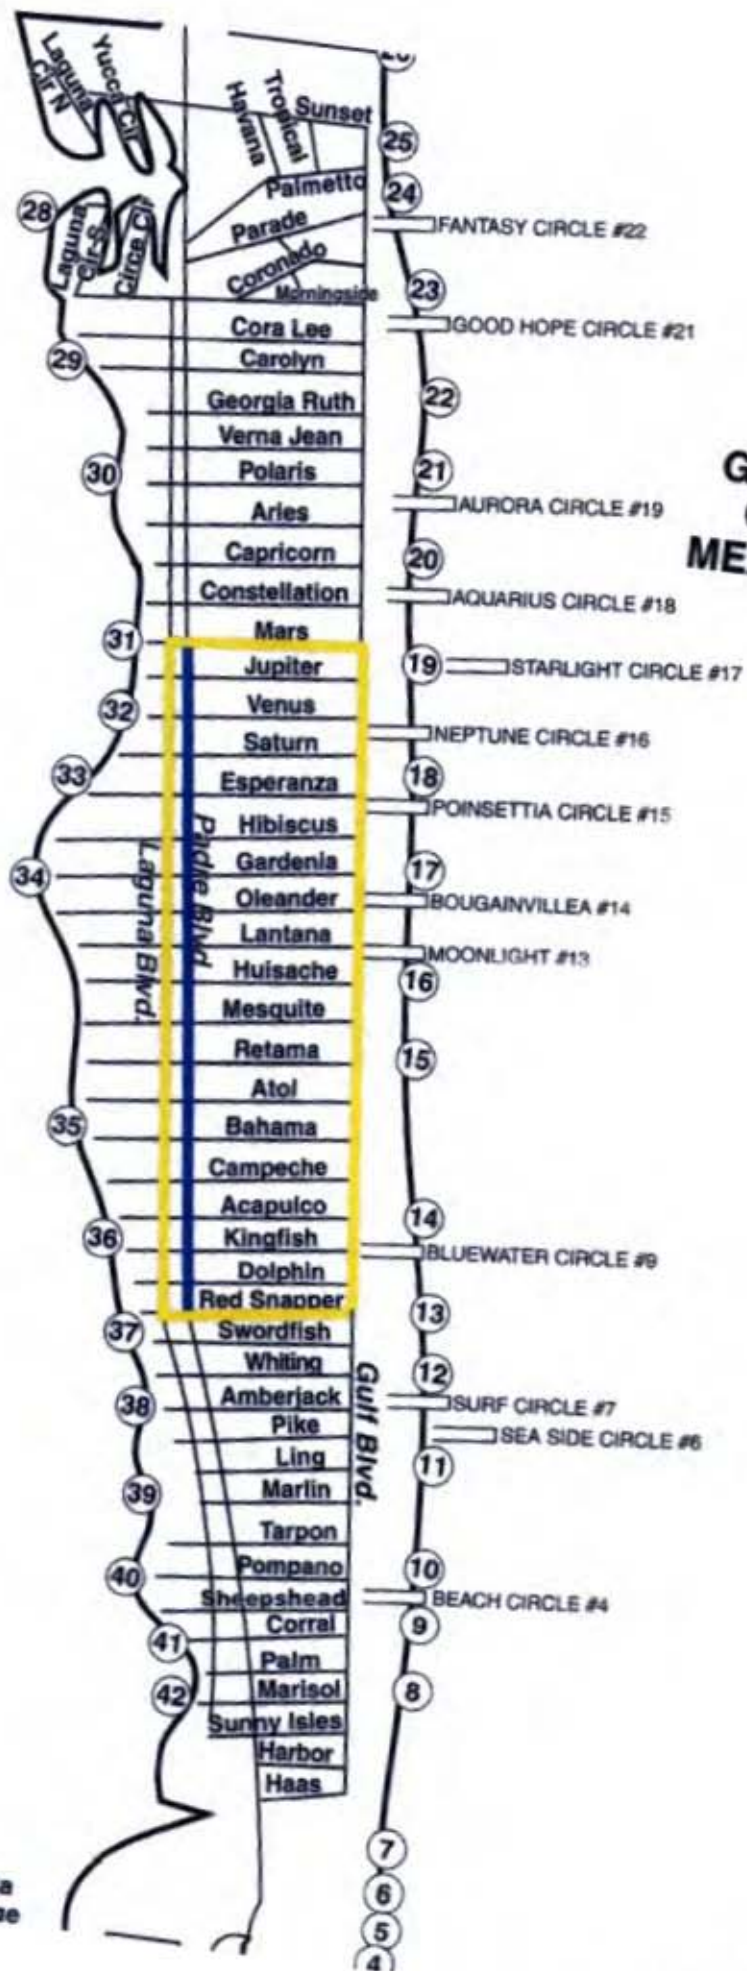 Laguna Cir N
Yucca Cir
Havana
Tropical
Sunset
25
Palmetto
24
28
Laguna Cir S
Circe Cir
Parade
FANTASY CIRCLE #22
Coronado
Morningside
23
Cora Lee
GOOD HOPE CIRCLE #21
29
Carolyn
Georgia Ruth
22
Verna Jean
30
Polaris
21
Aries
AURORA CIRCLE #19
Capricorn
20
Constellation
AQUARIUS CIRCLE #18
31
Mars
Jupiter
19
STARLIGHT CIRCLE #17
32
Venus
Saturn
NEPTUNE CIRCLE #16
33
Esperanza
18
Hibiscus
POINSETTIA CIRCLE #15
34
Gardenia
17
Oleander
BOUGAINVILLEA #14
Padre Blvd
Laguna Blvd.
Lantana
MOONLIGHT #13
Huisache
16
Mesquite
Retama
15
Atol
35
Bahama
Campeche
Acapulco
14
36
Kingfish
BLUEWATER CIRCLE #9
Dolphin
Red Snapper
13
37
Swordfish
Whiting
12
38
Amberjack
SURF CIRCLE #7
Gulf Blvd.
Pike
SEA SIDE CIRCLE #6
Ling
11
39
Marlin
Tarpon
40
Pompano
10
Sheepshead
BEACH CIRCLE #4
Corral
9
41
Palm
42
Marisol
8
Sunny Isles
Harbor
Haas
7
6
5
4